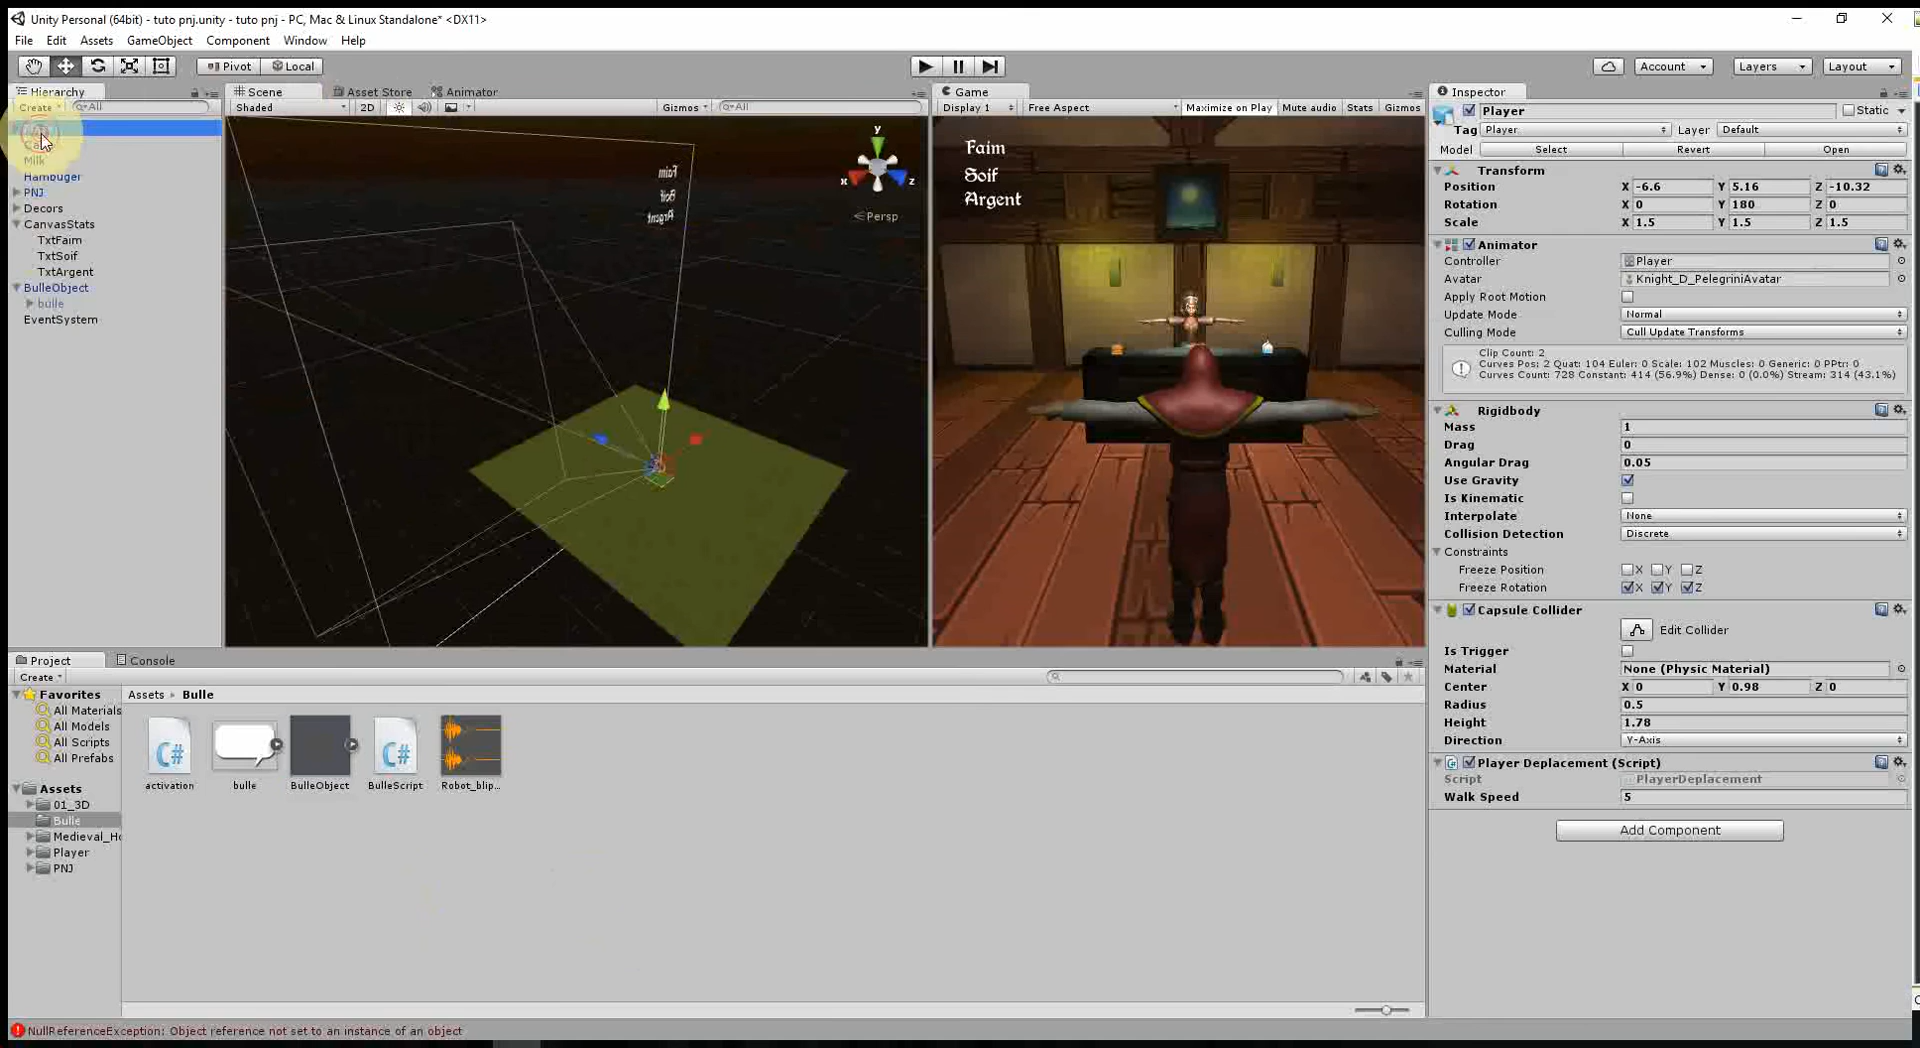 Unity Personal (64bit) - tuto pnj.unity - tuto pnj - PC, Mac & Linux Standalone* <DX11>
File Edit Assets GameObject Component Window Help
Pivot Local Account Layers Layout
Hierarchy
Create All
Milk
Hambuger
PNJ
Decors
CanvasStats
TxtFaim
TxtSoif
TxtArgent
BulleObject
bulle
EventSystem
Scene Asset Store Animator
Shaded 2D Gizmos All
Faim
Soif
Argent
y
x z
Persp
Game
Display 1 Free Aspect Maximize on Play Mute audio Stats Gizmos
Faim
Soif
Argent
Inspector
Player Static
Tag Player Layer Default
Model Select Revert Open
Transform
Position X -6.6 Y 5.16 Z -10.32
Rotation X 0 Y 180 Z 0
Scale X 1.5 Y 1.5 Z 1.5
Animator
Controller Player
Avatar Knight_D_PelegriniAvatar
Apply Root Motion
Update Mode Normal
Culling Mode Cull Update Transforms
Clip Count: 2
Curves Pos: 2 Quat: 104 Euler: 0 Scale: 102 Muscles: 0 Generic: 0 PPtr: 0
Curves Count: 728 Constant: 414 (56.9%) Dense: 0 (0.0%) Stream: 314 (43.1%)
Rigidbody
Mass 1
Drag 0
Angular Drag 0.05
Use Gravity
Is Kinematic
Interpolate None
Collision Detection Discrete
Constraints
Freeze Position X Y Z
Freeze Rotation X Y Z
Capsule Collider
Edit Collider
Is Trigger
Material None (Physic Material)
Center X 0 Y 0.98 Z 0
Radius 0.5
Height 1.78
Direction Y-Axis
Player Deplacement (Script)
Script PlayerDeplacement
Walk Speed 5
Add Component
Project Console
Create
Favorites
All Materials
All Models
All Scripts
All Prefabs
Assets
01_3D
Bulle
Medieval_Ho
Player
PNJ
Assets Bulle
C# C#
activation bulle BulleObject BulleScript Robot_blip...
NullReferenceException: Object reference not set to an instance of an object